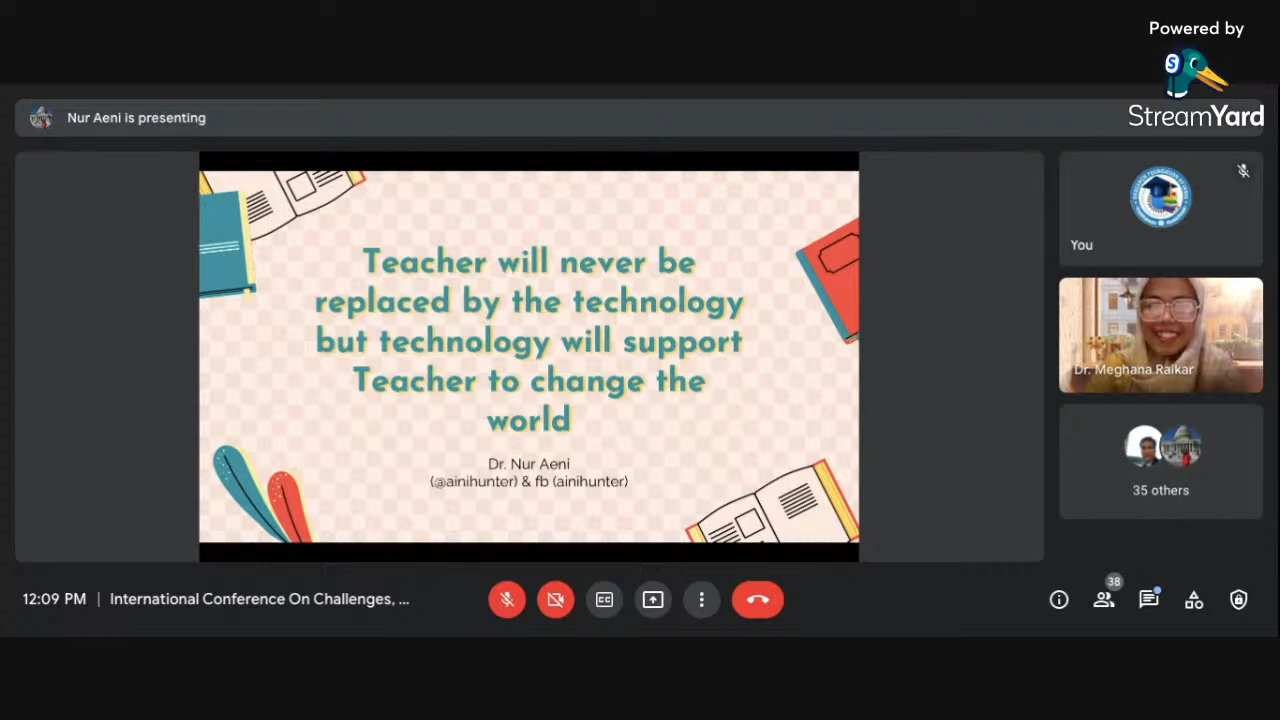 Powered by
StreamYard
Nur Aeni is presenting
Teacher will never be
replaced by the technology
but technology will support
Teacher to change the
world
Dr. Nur Aeni
(@ainihunter) & fb (ainihunter)
You
Dr. Meghana Raikar
35 others
12:09 PM | International Conference On Challenges, ...
CC
38